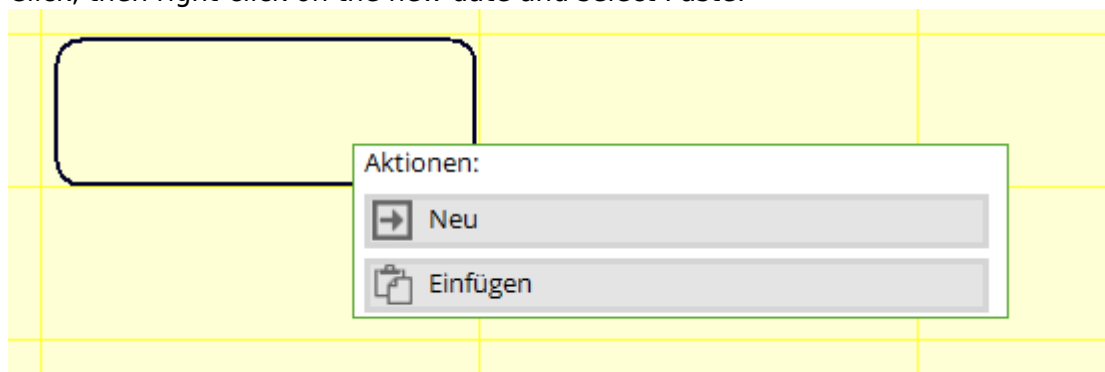 click, then right-click on the new date and select Paste.
Aktionen:
Neu
Einfügen